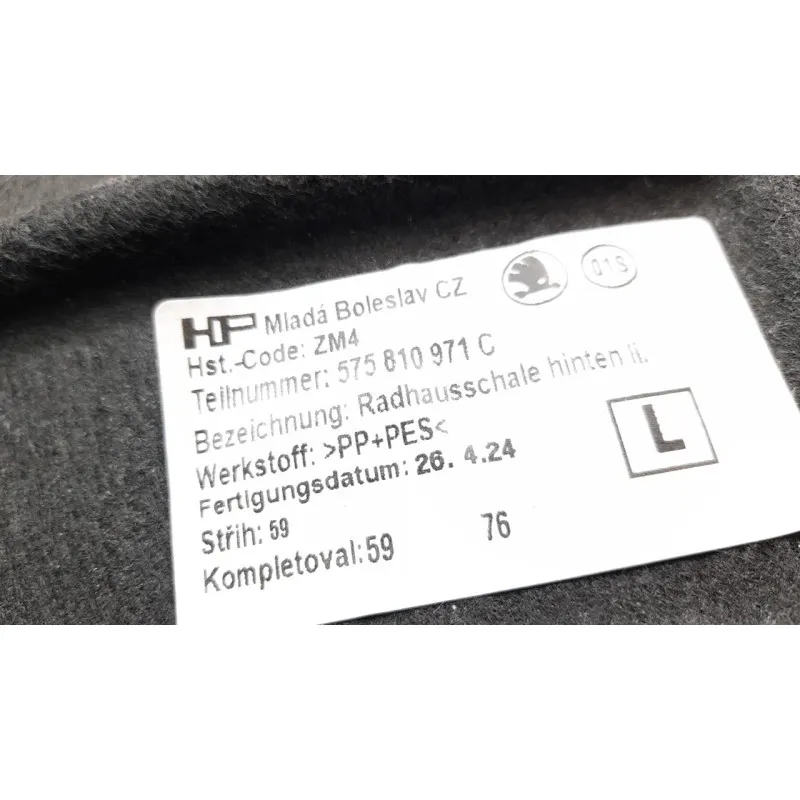 HP Mladá Boleslav CZ
01S
Hst.-Code: ZM4
Teilnummer: 575 810 971 C
Bezeichnung: Radhausschale hinten li.
Werkstoff: >PP+PES<
L
Fertigungsdatum: 26. 4.24
Střih: 59
Kompletoval:59 76